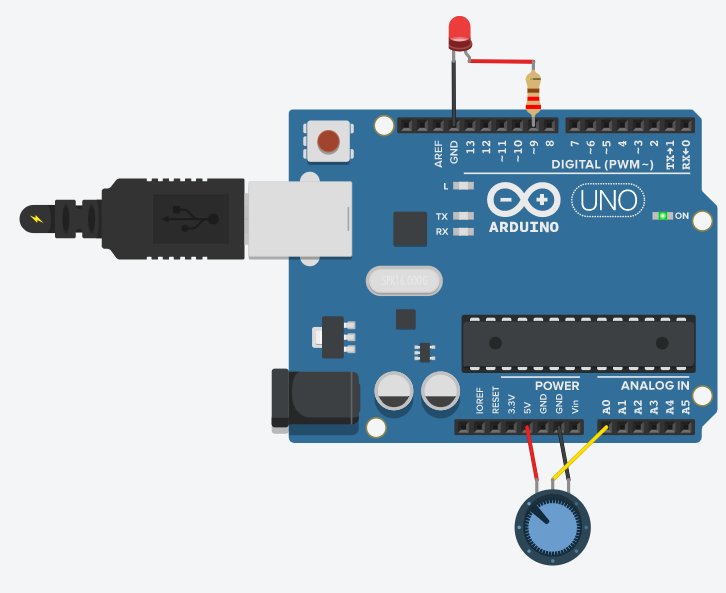 AREF
GND
13
12
~11
~10
~9
8
7
~6
~5
4
~3
2
TX→1
RX←0
DIGITAL (PWM~)
L
TX
RX
ARDUINO
UNO
ON
POWER
ANALOG IN
IOREF
RESET
3.3V
5V
GND
GND
Vin
A0
A1
A2
A3
A4
A5